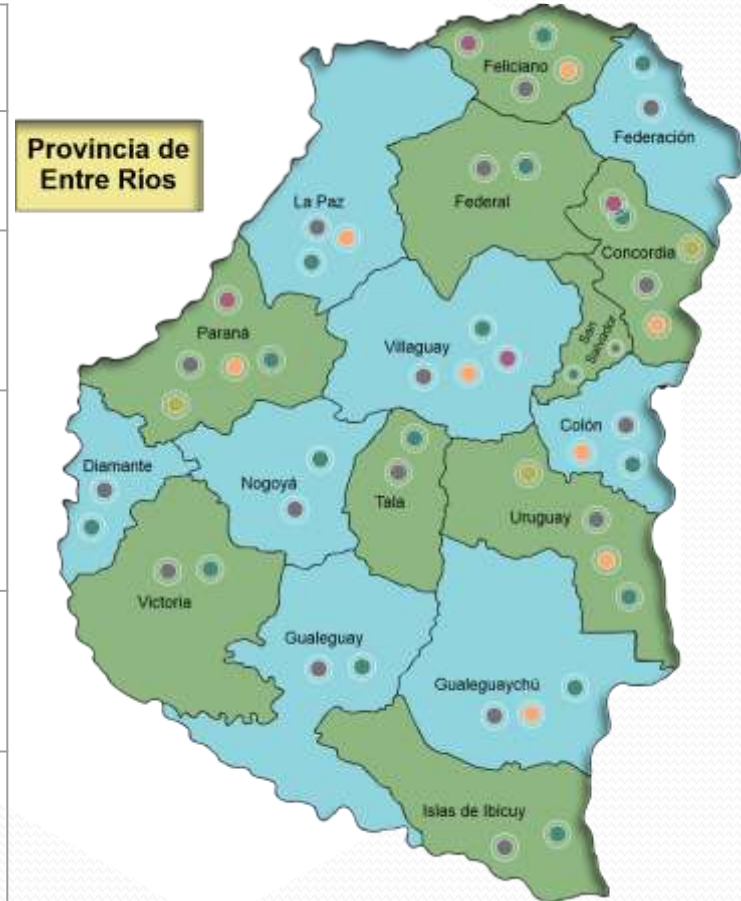 Provincia de
Entre Rios
Feliciano
Federación
La Paz
Federal
Concordia
Paraná
Villaguay
San
Salvador
Colón
Diamante
Nogoyá
Tala
Uruguay
Victoria
Gualeguay
Gualeguaychú
Islas de Ibicuy